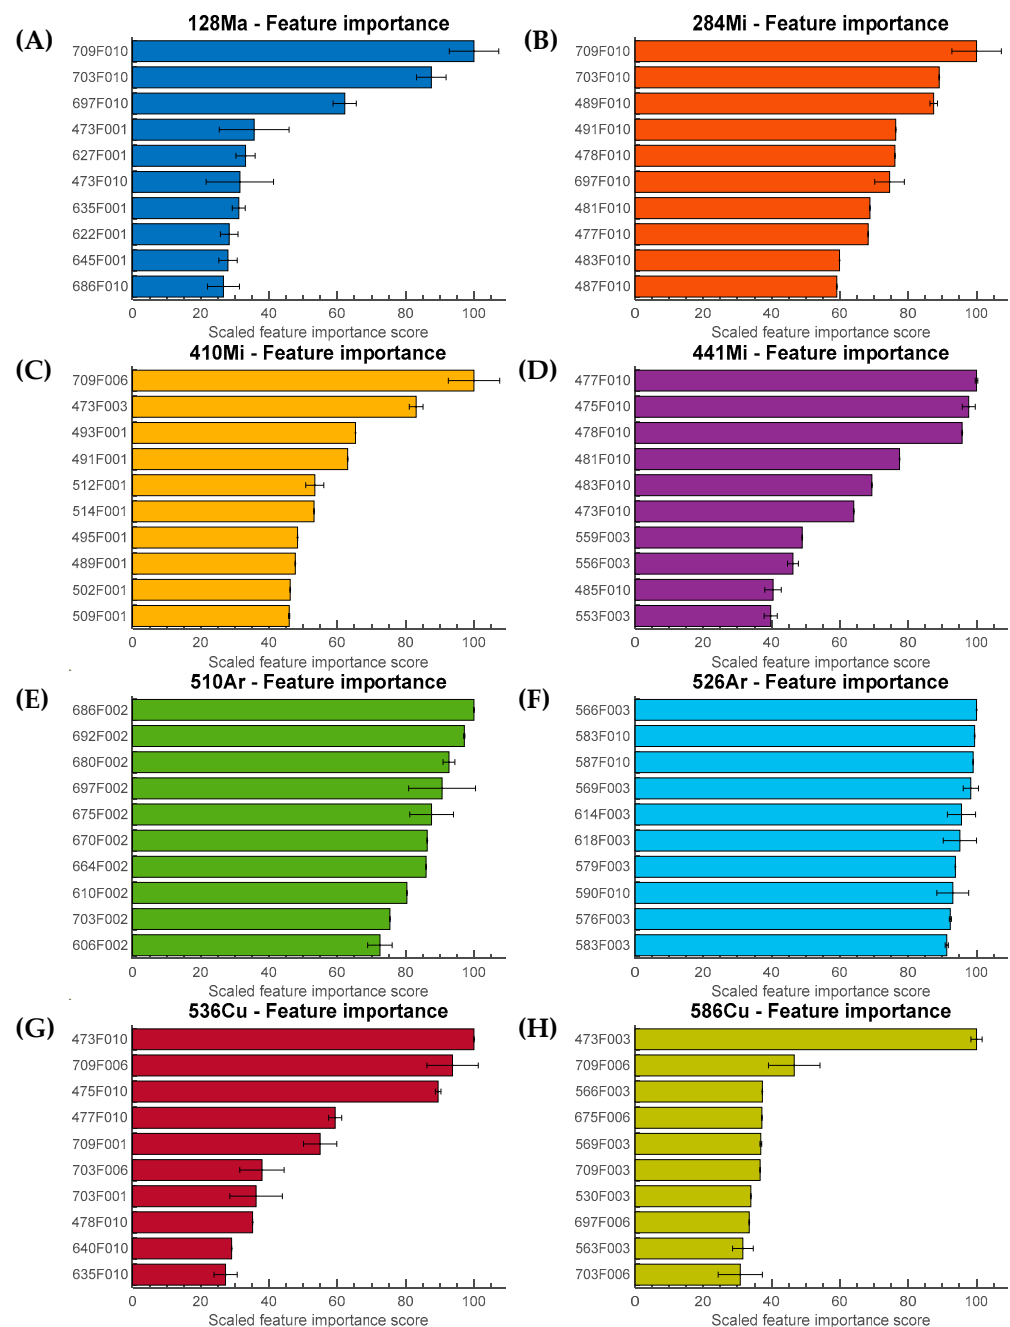 (A)
128Ma - Feature importance
709F010
703F010
697F010
473F001
627F001
473F010
635F001
622F001
645F001
686F010
0 20 40 60 80 100
Scaled feature importance score
(B)
284Mi - Feature importance
709F010
703F010
489F010
491F010
478F010
697F010
481F010
477F010
483F010
487F010
0 20 40 60 80 100
Scaled feature importance score
(C)
410Mi - Feature importance
709F006
473F003
493F001
491F001
512F001
514F001
495F001
489F001
502F001
509F001
0 20 40 60 80 100
Scaled feature importance score
(D)
441Mi - Feature importance
477F010
475F010
478F010
481F010
483F010
473F010
559F003
556F003
485F010
553F003
0 20 40 60 80 100
Scaled feature importance score
(E)
510Ar - Feature importance
686F002
692F002
680F002
697F002
675F002
670F002
664F002
610F002
703F002
606F002
0 20 40 60 80 100
Scaled feature importance score
(F)
526Ar - Feature importance
566F003
583F010
587F010
569F003
614F003
618F003
579F003
590F010
576F003
583F003
0 20 40 60 80 100
Scaled feature importance score
(G)
536Cu - Feature importance
473F010
709F006
475F010
477F010
709F001
703F006
703F001
478F010
640F010
635F010
0 20 40 60 80 100
Scaled feature importance score
(H)
586Cu - Feature importance
473F003
709F006
566F003
675F006
569F003
709F003
530F003
697F006
563F003
703F006
0 20 40 60 80 100
Scaled feature importance score